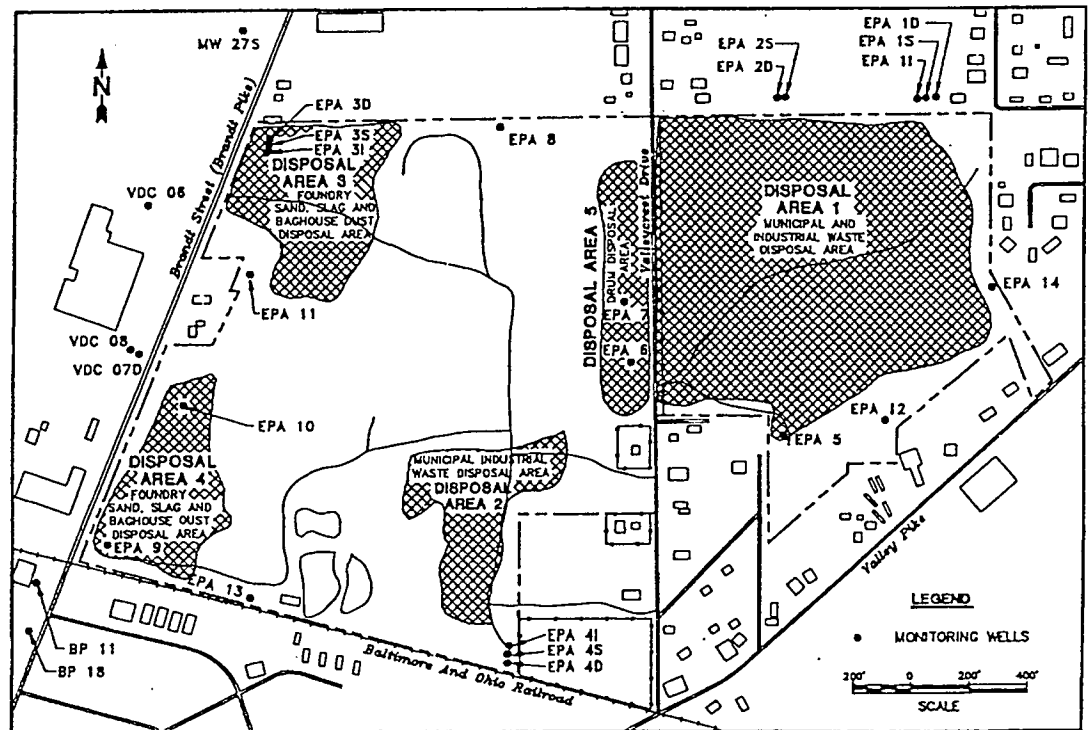 MW 27S
N
Brandt Street (Brandt Pike)
EPA 3D
EPA 3S
EPA 3I
DISPOSAL
AREA 3
FOUNDRY
SAND, SLAG AND
BAGHOUSE DUST
DISPOSAL AREA
EPA 8
EPA 2S
EPA 2D
EPA 1D
EPA 1S
EPA 1I
VDC 06
VDC 08
VDC 07D
EPA 11
DISPOSAL AREA 5
DRUM DISPOSAL
AREA
EPA 7
EPA 6
Valleycrest Drive
DISPOSAL
AREA 1
MUNICIPAL AND
INDUSTRIAL WASTE
DISPOSAL AREA
EPA 14
EPA 12
EPA 5
EPA 10
DISPOSAL
AREA 4
FOUNDRY
SAND, SLAG AND
BAGHOUSE DUST
DISPOSAL AREA
EPA 9
MUNICIPAL INDUSTRIAL
WASTE DISPOSAL AREA
DISPOSAL
AREA 2
EPA 13
BP 11
BP 18
Baltimore And Ohio Railroad
EPA 4I
EPA 4S
EPA 4D
Valley Pike
LEGEND
MONITORING WELLS
200' 0 200' 400'
SCALE